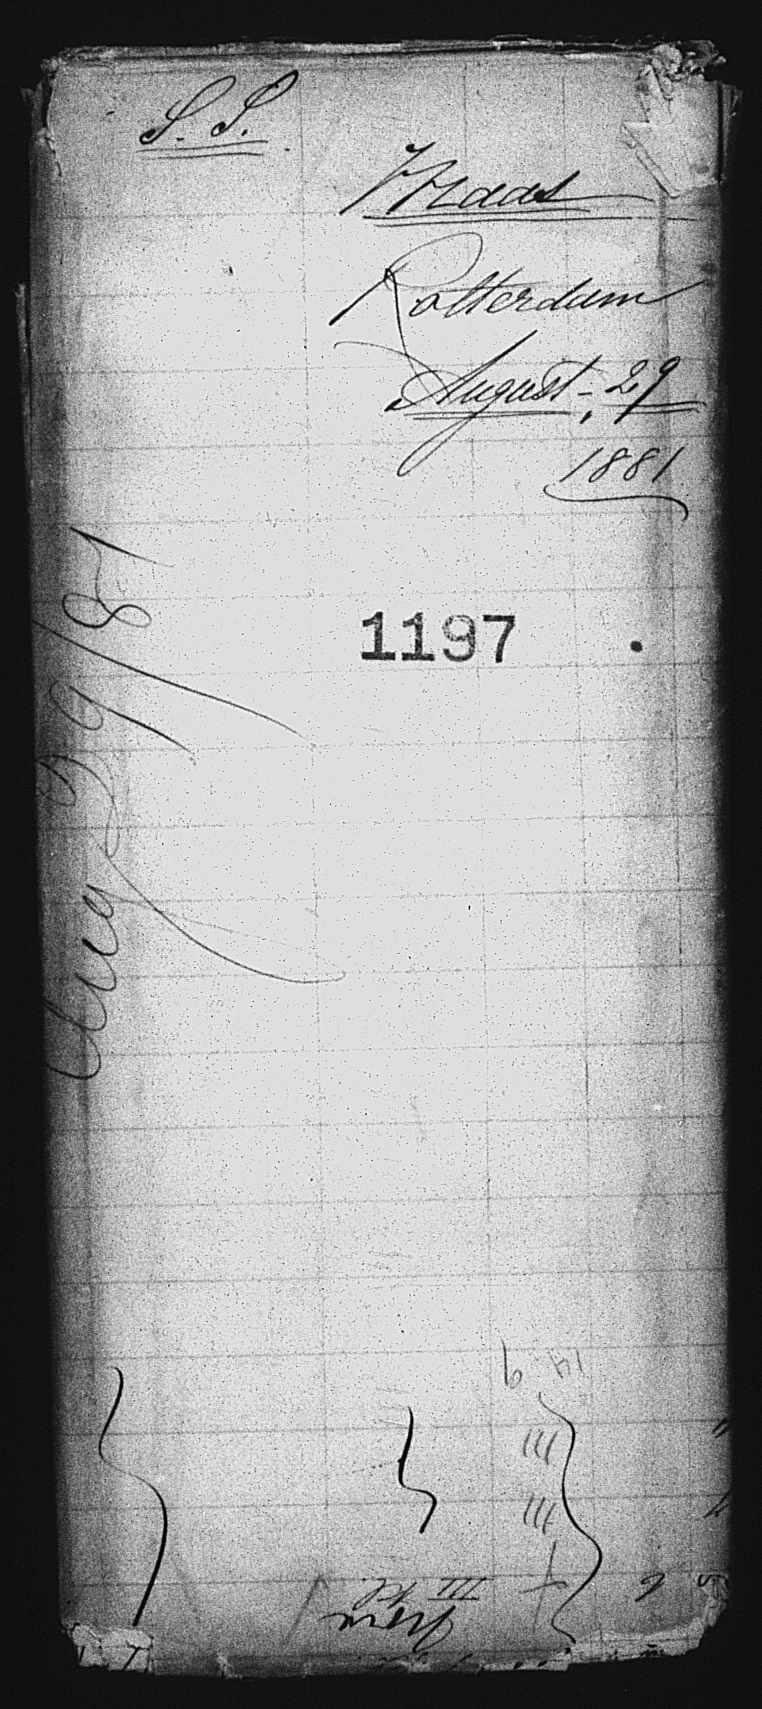 S. S.
Maas
Rotterdam
August - 29
1881
Aug 29/81
1197